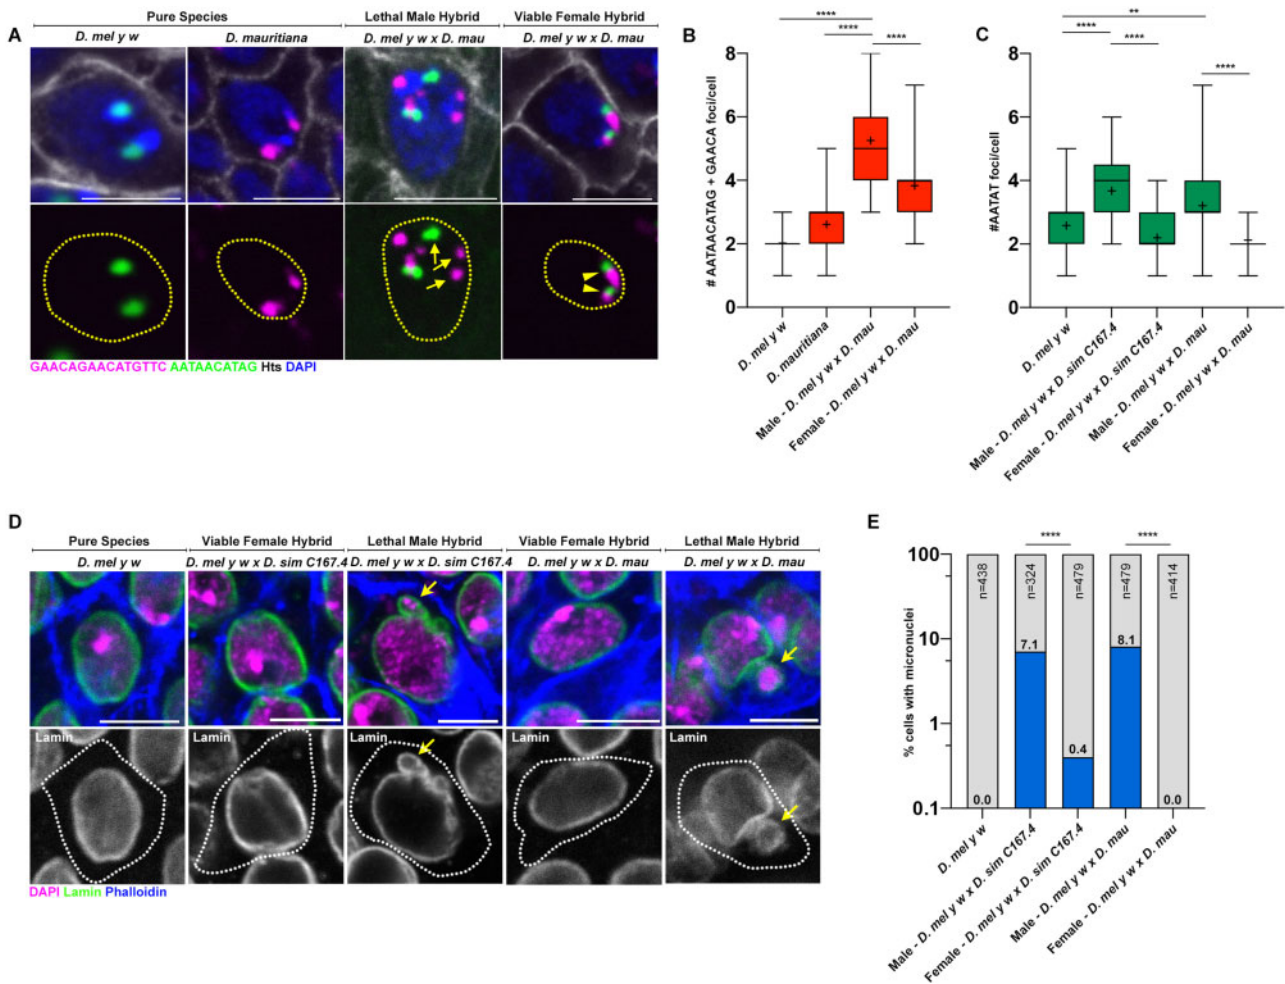 A
Pure Species
Lethal Male Hybrid
Viable Female Hybrid
D. mel y w
D. mauritiana
D. mel y w x D. mau
D. mel y w x D. mau
GAACAGAACATGTTC AATAACATAG Hts DAPI
B
# AATAACATAG + GAACA foci/cell
8
6
4
2
0
****
****
****
D. mel y w
D. mauritiana
Male - D. mel y w x D. mau
Female - D. mel y w x D. mau
C
#AATAT foci/cell
8
6
4
2
0
**
****
****
****
D. mel y w
Male - D. mel y w x D. sim C167.4
Female - D. mel y w x D. sim C167.4
Male - D. mel y w x D. mau
Female - D. mel y w x D. mau
D
Pure Species
Viable Female Hybrid
Lethal Male Hybrid
Viable Female Hybrid
Lethal Male Hybrid
D. mel y w
D. mel y w x D. sim C167.4
D. mel y w x D. sim C167.4
D. mel y w x D. mau
D. mel y w x D. mau
Lamin
Lamin
Lamin
Lamin
Lamin
DAPI Lamin Phalloidin
E
% cells with micronuclei
100
10
1
0.1
****
****
n=438
n=324
n=479
n=479
n=414
0.0
7.1
0.4
8.1
0.0
D. mel y w
Male - D. mel y w x D. sim C167.4
Female - D. mel y w x D. sim C167.4
Male - D. mel y w x D. mau
Female - D. mel y w x D. mau